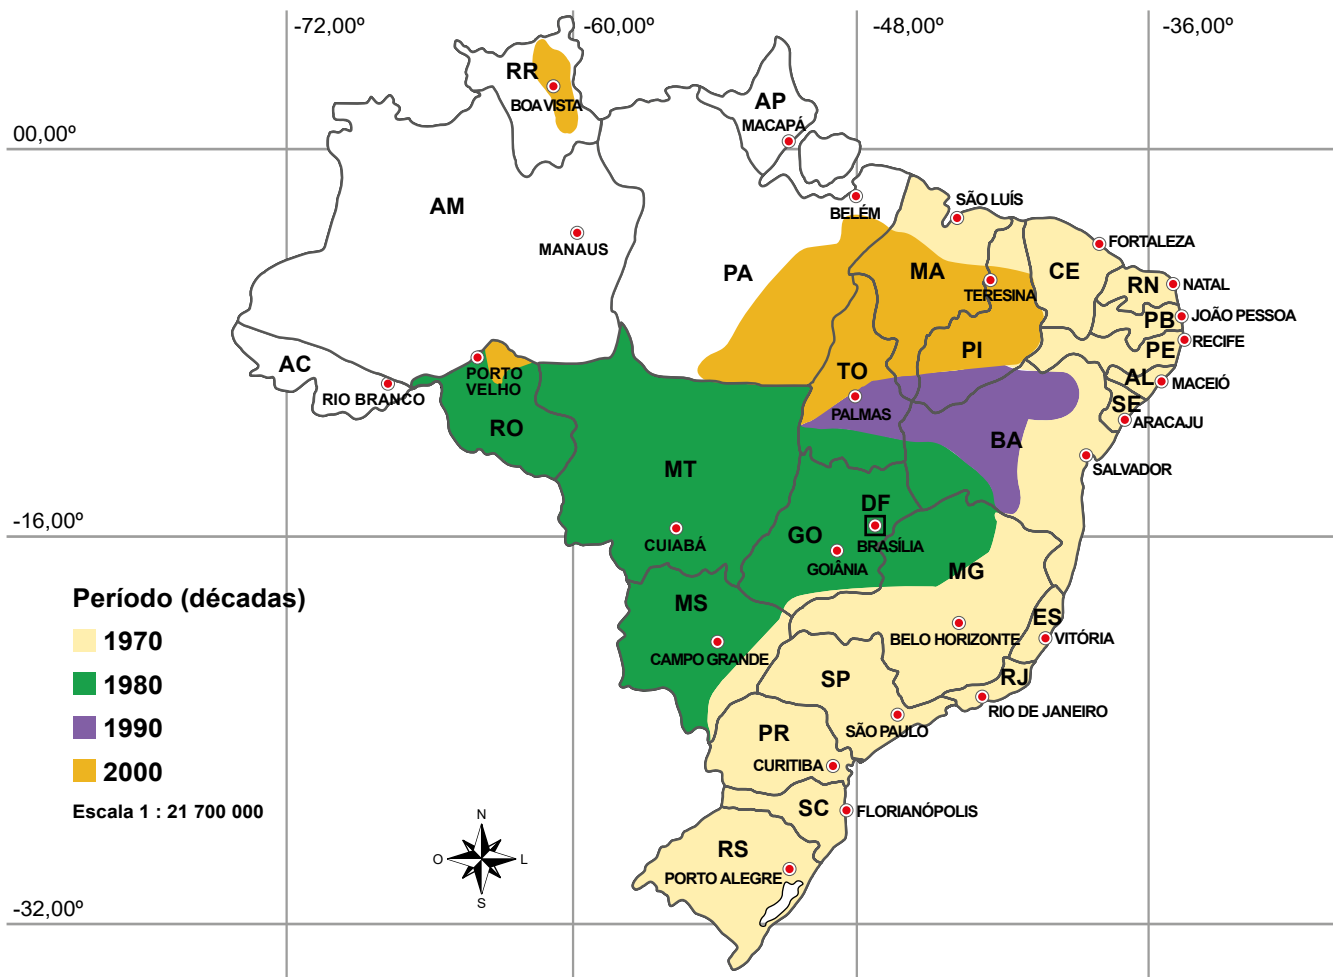 -72,00º
-60,00º
-48,00º
-36,00º
RR
BOA VISTA
AP
MACAPÁ
00,00º
AM
MANAUS
BELÉM
SÃO LUÍS
FORTALEZA
PA
MA
TERESINA
CE
RN
NATAL
PB
JOÃO PESSOA
RECIFE
PE
PI
AC
RIO BRANCO
PORTO
VELHO
TO
PALMAS
AL
MACEIÓ
SE
ARACAJU
RO
BA
MT
SALVADOR
-16,00º
CUIABÁ
GO
GOIÂNIA
DF
BRASÍLIA
MG
Período (décadas)
1970
1980
1990
2000
Escala 1 : 21 700 000
MS
CAMPO GRANDE
BELO HORIZONTE
ES
VITÓRIA
SP
RJ
RIO DE JANEIRO
SÃO PAULO
PR
CURITIBA
SC
FLORIANÓPOLIS
N
O
L
S
RS
PORTO ALEGRE
-32,00º